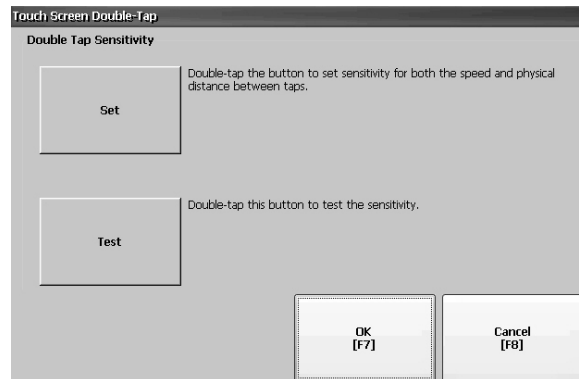 Touch Screen Double-Tap
Double Tap Sensitivity
Set
Double-tap the button to set sensitivity for both the speed and physical
distance between taps.
Test
Double-tap this button to test the sensitivity.
OK
[F7]
Cancel
[F8]